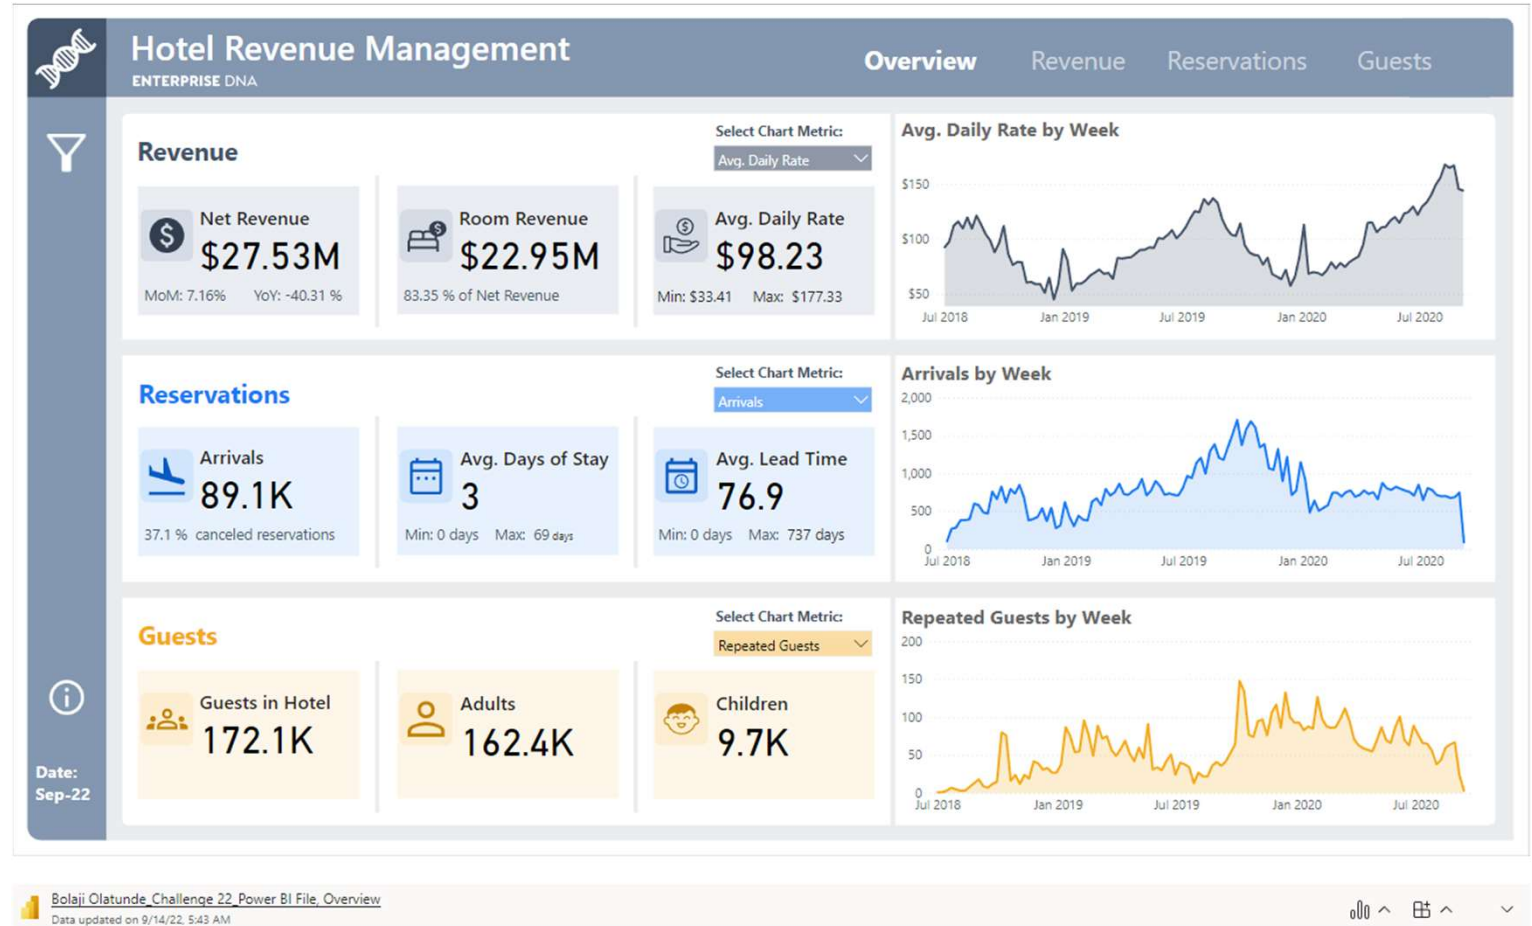 Hotel Revenue Management
ENTERPRISE DNA
Overview
Revenue
Reservations
Guests
Revenue
Select Chart Metric:
Avg. Daily Rate
Net Revenue
$27.53M
MoM: 7.16% YoY: -40.31 %
Room Revenue
$22.95M
83.35 % of Net Revenue
Avg. Daily Rate
$98.23
Min: $33.41 Max: $177.33
Avg. Daily Rate by Week
$150
$100
$50
Jul 2018 Jan 2019 Jul 2019 Jan 2020 Jul 2020
Reservations
Select Chart Metric:
Arrivals
Arrivals
89.1K
37.1 % canceled reservations
Avg. Days of Stay
3
Min: 0 days Max: 69 days
Avg. Lead Time
76.9
Min: 0 days Max: 737 days
Arrivals by Week
2,000
1,500
1,000
500
0
Jul 2018 Jan 2019 Jul 2019 Jan 2020 Jul 2020
Guests
Select Chart Metric:
Repeated Guests
Guests in Hotel
172.1K
Adults
162.4K
Children
9.7K
Repeated Guests by Week
200
150
100
50
0
Jul 2018 Jan 2019 Jul 2019 Jan 2020 Jul 2020
Date:
Sep-22
Bolaji Olatunde_Challenge 22_Power BI File, Overview
Data updated on 9/14/22, 5:43 AM